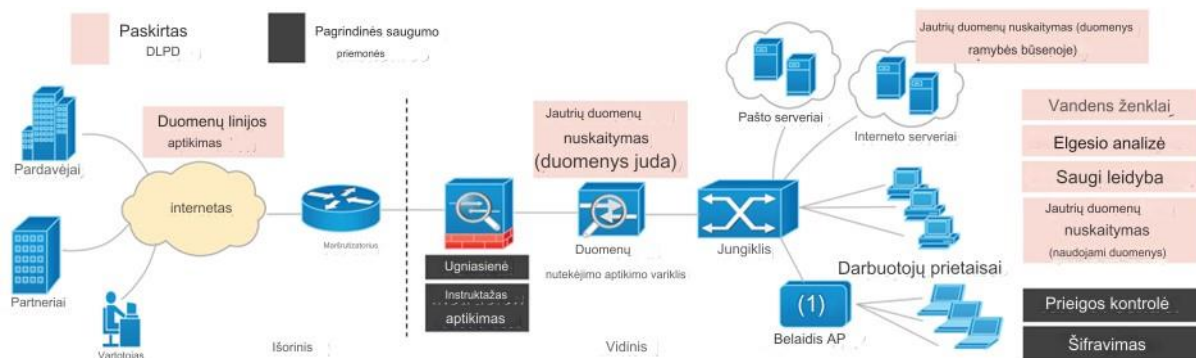 Paskirtas
DLPD
Pagrindinės saugumo
priemonės
Jautrių duomenų nuskaitymas (duomenys
ramybės būsenoje)
Duomenų linijos
aptikimas
Jautrių duomenų
nuskaitymas
(duomenys juda)
Pašto serveriai
Interneto serveriai
Vandens ženklai
Elgesio analizė
Saugi leidyba
Jautrių duomenų
nuskaitymas
(naudojami duomenys)
Pardavėjai
internetas
Maršrutizatorius
Ugniasienė
Instruktažas
aptikimas
Duomenų
nutekėjimo aptikimo variklis
Jungiklis
Darbuotojų prietaisai
Partneriai
(1)
Belaidis AP
Prieigos kontrolė
Šifravimas
Vartotojas
Išorinis
Vidinis